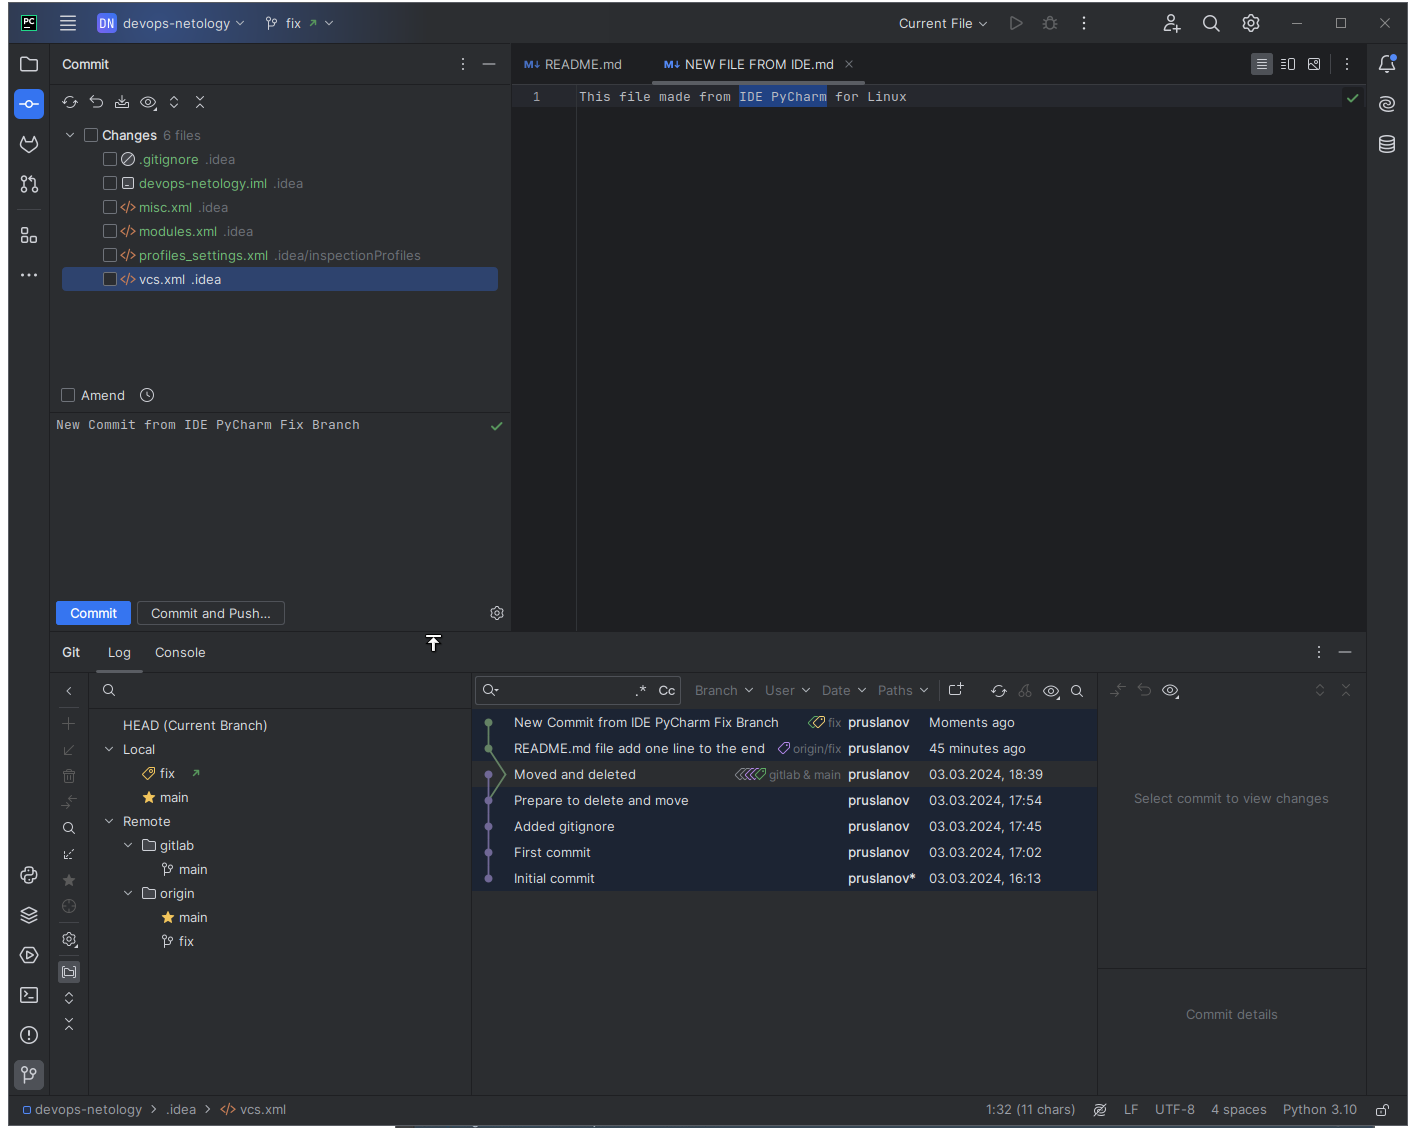 PC DN devops-netology fix Current File
Commit
README.md NEW FILE FROM IDE.md
1 This file made from IDE PyCharm for Linux
Changes 6 files
.gitignore .idea
devops-netology.iml .idea
misc.xml .idea
modules.xml .idea
profiles_settings.xml .idea/inspectionProfiles
vcs.xml .idea
Amend
New Commit from IDE PyCharm Fix Branch
Commit Commit and Push...
Git Log Console
.* Cc Branch User Date Paths
HEAD (Current Branch)
Local
fix
main
Remote
gitlab
main
origin
main
fix
New Commit from IDE PyCharm Fix Branch fix pruslanov Moments ago
README.md file add one line to the end origin/fix pruslanov 45 minutes ago
Moved and deleted gitlab & main pruslanov 03.03.2024, 18:39
Prepare to delete and move pruslanov 03.03.2024, 17:54
Added gitignore pruslanov 03.03.2024, 17:45
First commit pruslanov 03.03.2024, 17:02
Initial commit pruslanov* 03.03.2024, 16:13
Select commit to view changes
Commit details
devops-netology .idea vcs.xml 1:32 (11 chars) LF UTF-8 4 spaces Python 3.10